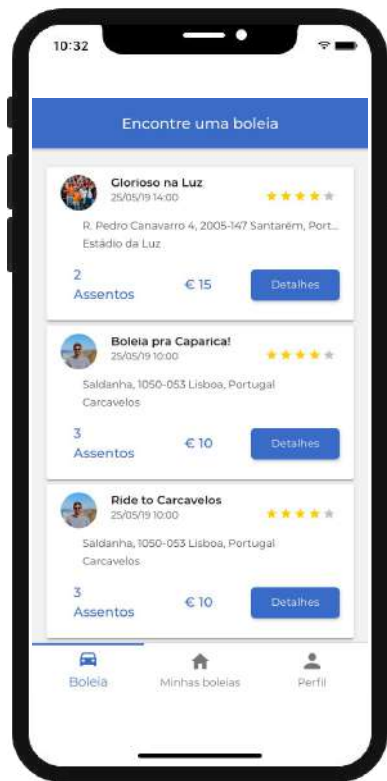 10:32
Encontre uma boleia
Glorioso na Luz
25/05/19 14:00
R. Pedro Canavarro 4, 2005-147 Santarém, Port...
Estádio da Luz
2
Assentos
€ 15
Detalhes
Boleia pra Caparica!
25/05/19 10:00
Saldanha, 1050-053 Lisboa, Portugal
Carcavelos
3
Assentos
€ 10
Detalhes
Ride to Carcavelos
25/05/19 10:00
Saldanha, 1050-053 Lisboa, Portugal
Carcavelos
3
Assentos
€ 10
Detalhes
Boleia
Minhas boleias
Perfil